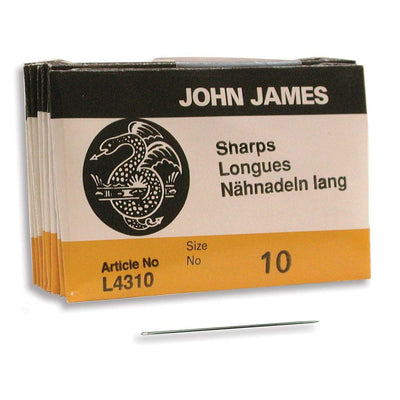 JOHN JAMES
Sharps
Longues
Nähnadeln lang
Size
No
10
Article No
L4310